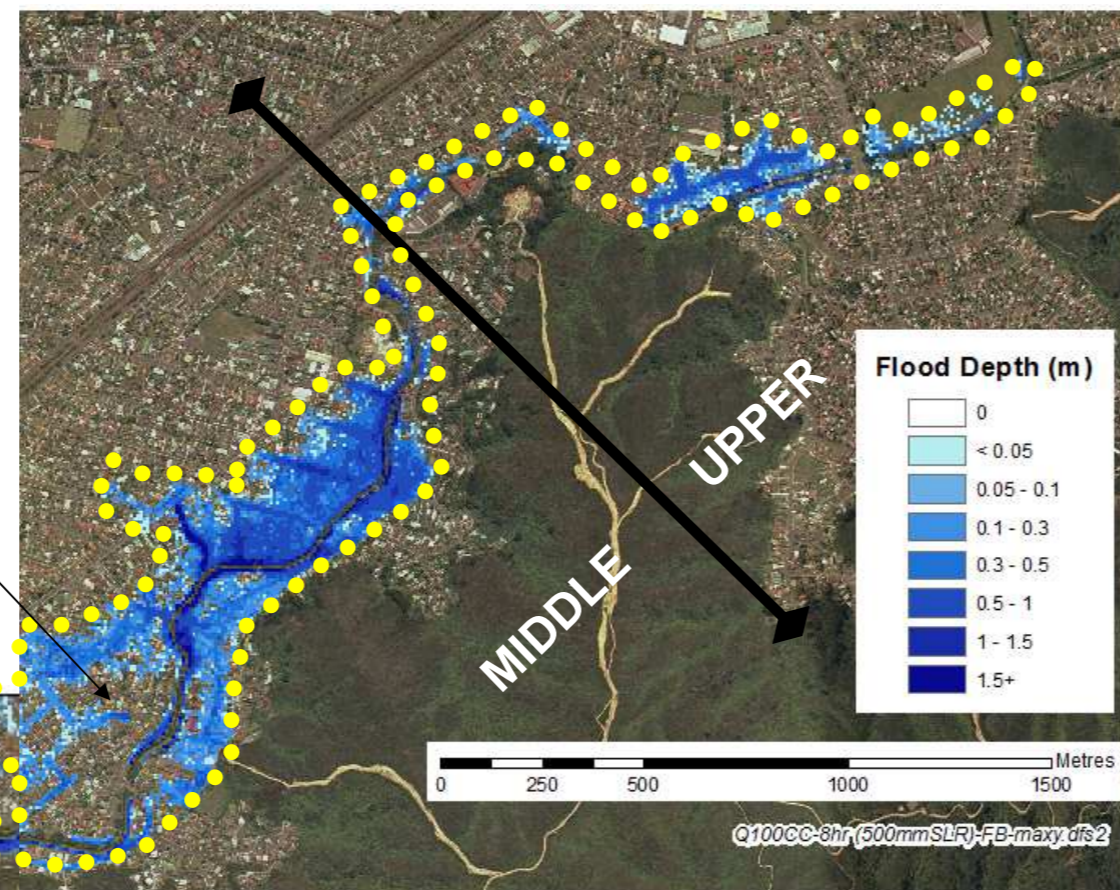 UPPER
MIDDLE
Flood Depth (m)
0
< 0.05
0.05 - 0.1
0.1 - 0.3
0.3 - 0.5
0.5 - 1
1 - 1.5
1.5+
Metres
0 250 500 1000 1500
Q100CC-8hr-(500mmSLR)-FB-maxy.dfs2